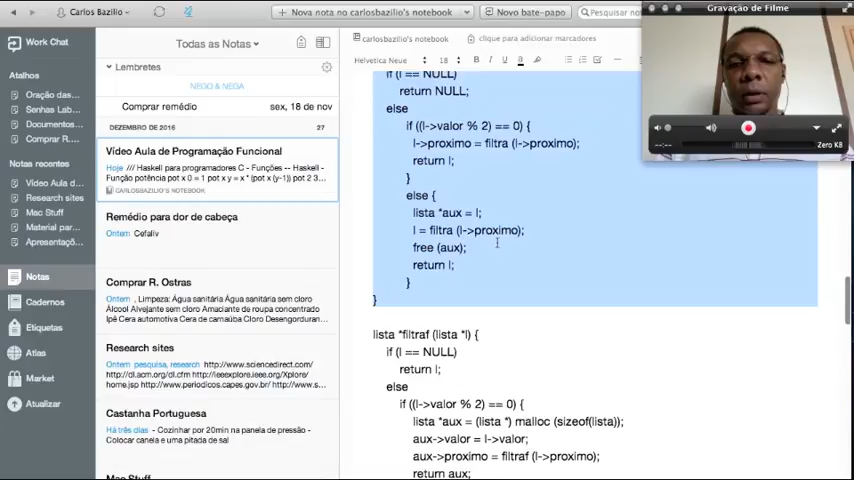 Carlos Bazilio
Nova nota no carlosbazilio's notebook
Novo bate-papo
Pesquisar notas
Gravação de Filme
Work Chat
Todas as Notas
carlosbazilio's notebook
clique para adicionar marcadores
Helvetica Neue
18
B I U a
Atalhos
Oração das...
Senhas Lab...
Documentos...
Comprar R....
Notas recentes
Vídeo Aula d...
Research sites
Mac Stuff
Material par...
Apresentaçõ...
Notas
Cadernos
Etiquetas
Atlas
Market
Atualizar
Lembretes
NEGO & NEGA
Comprar remédio
sex, 18 de nov
DEZEMBRO DE 2016
27
Vídeo Aula de Programação Funcional
Hoje /// Haskell para programadores C - Funções -- Haskell -
Função potência pot x 0 = 1 pot x y = x * (pot x (y-1)) pot 2 3...
CARLOSBAZILIO'S NOTEBOOK
Remédio para dor de cabeça
Ontem Cefaliv
Comprar R. Ostras
Ontem , Limpeza: Água sanitária Água sanitária sem cloro
Álcool Alvejante sem cloro Amaciante de roupa concentrado
Ipê Cera automotiva Cera de carnaúba Cloro Desengorduran...
Research sites
Ontem pesquisa, research http://www.sciencedirect.com/
http://dl.acm.org/dl.cfm http://ieeexplore.ieee.org/Xplore/
home.jsp http://www.periodicos.capes.gov.br/ http://www.s...
Castanha Portuguesa
Há três dias - Cozinhar por 20min na panela de pressão -
Colocar canela e uma pitada de sal
Mac Stuff
if (l == NULL)
return NULL;
else
if ((l->valor % 2) == 0) {
l->proximo = filtra (l->proximo);
return l;
}
else {
lista *aux = l;
l = filtra (l->proximo);
free (aux);
return l;
}
}
lista *filtraf (lista *l) {
if (l == NULL)
return l;
else
if ((l->valor % 2) == 0) {
lista *aux = (lista *) malloc (sizeof(lista));
aux->valor = l->valor;
aux->proximo = filtraf (l->proximo);
return aux;
--:--
Zero KB